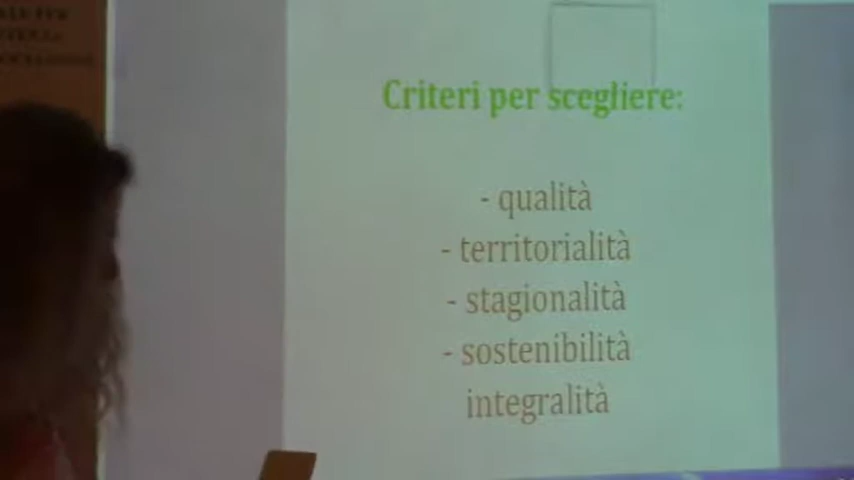 Criteri per scegliere:
- qualità
- territorialità
- stagionalità
- sostenibilità
integralità